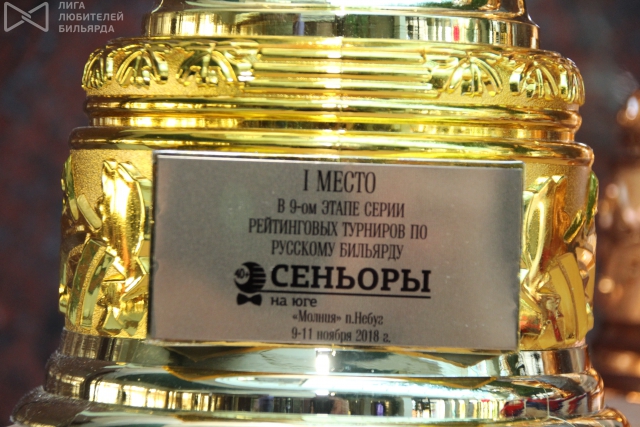 ЛИГА
ЛЮБИТЕЛЕЙ
БИЛЬЯРДА
I МЕСТО
В 9-ом ЭТАПЕ СЕРИИ
РЕЙТИНГОВЫХ ТУРНИРОВ ПО
РУССКОМУ БИЛЬЯРДУ
40+ СЕНЬОРЫ
на юге
«Молния» п.Небуг
9-11 ноября 2018 г.